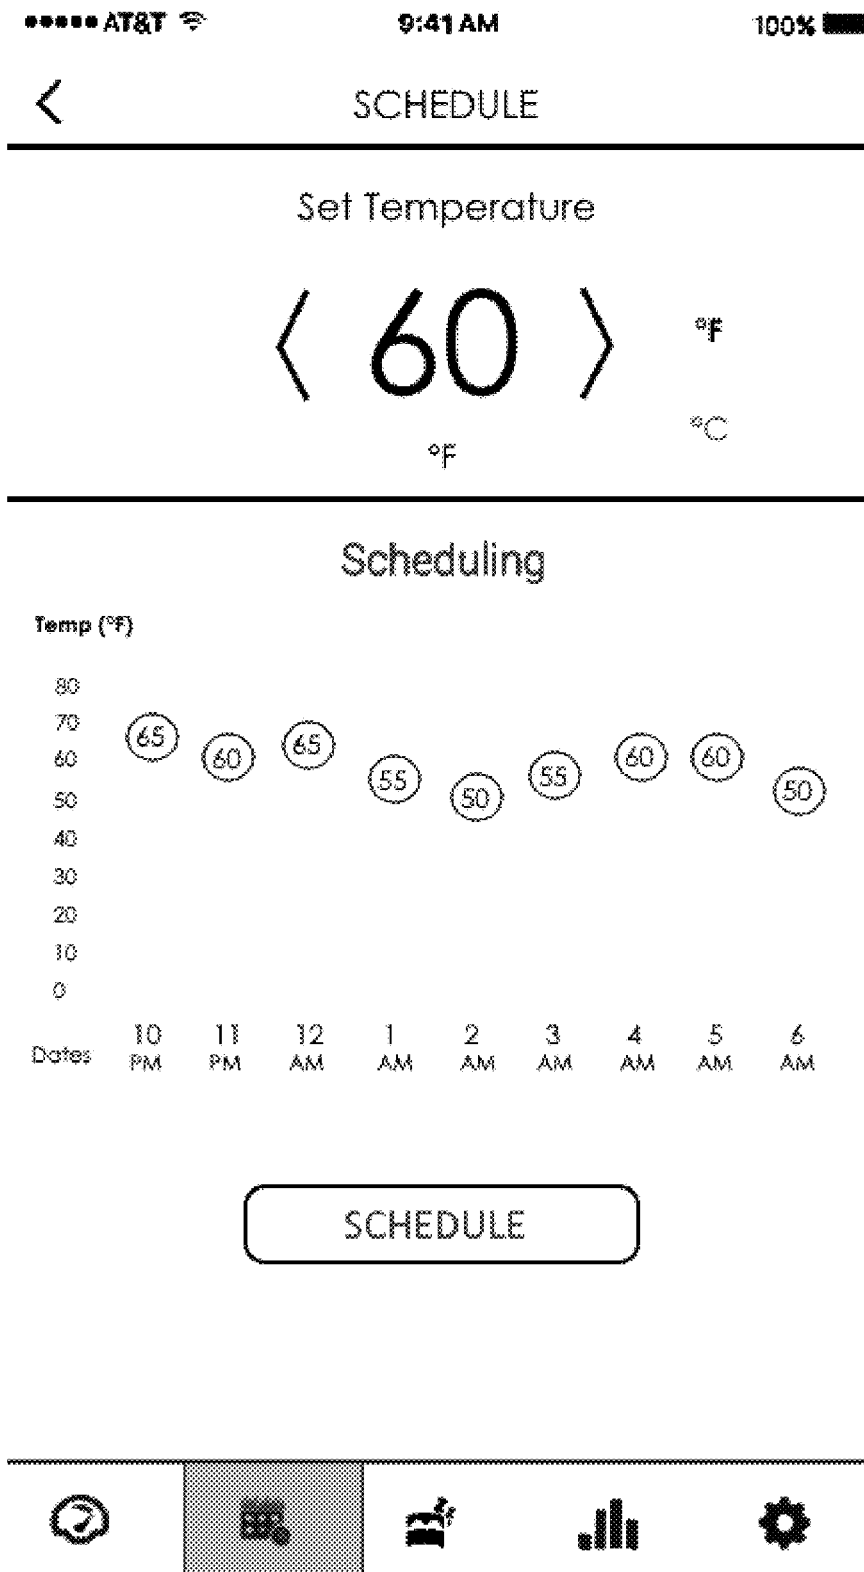 AT&T 9:41 AM 100%
SCHEDULE
Set Temperature
60
°F
°C
°F
Scheduling
Temp (°F)
80
70
60
50
40
30
20
10
0
65 60 65 55 50 55 60 60 50
Dates
10 11 12 1 2 3 4 5 6
PM PM AM AM AM AM AM AM AM
SCHEDULE